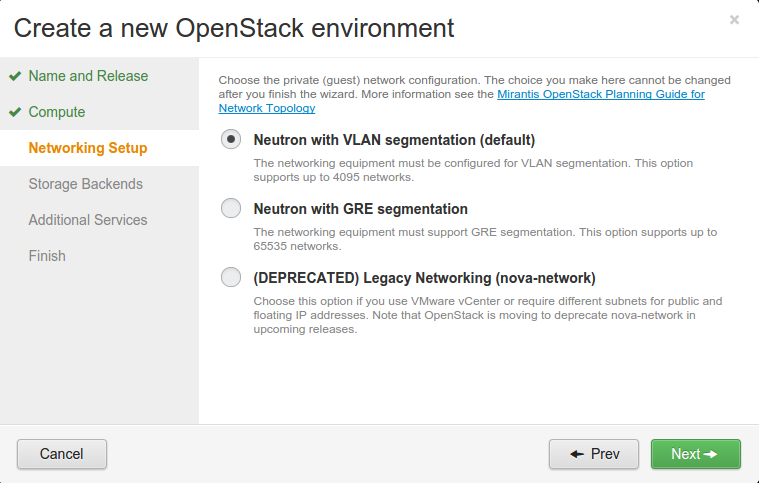 Create a new OpenStack environment
×
Name and Release
Compute
Networking Setup
Storage Backends
Additional Services
Finish
Choose the private (guest) network configuration. The choice you make here cannot be changed
after you finish the wizard. More information see the Mirantis OpenStack Planning Guide for
Network Topology
Neutron with VLAN segmentation (default)
The networking equipment must be configured for VLAN segmentation. This option
supports up to 4095 networks.
Neutron with GRE segmentation
The networking equipment must support GRE segmentation. This option supports up to
65535 networks.
(DEPRECATED) Legacy Networking (nova-network)
Choose this option if you use VMware vCenter or require different subnets for public and
floating IP addresses. Note that OpenStack is moving to deprecate nova-network in
upcoming releases.
Cancel
Prev
Next